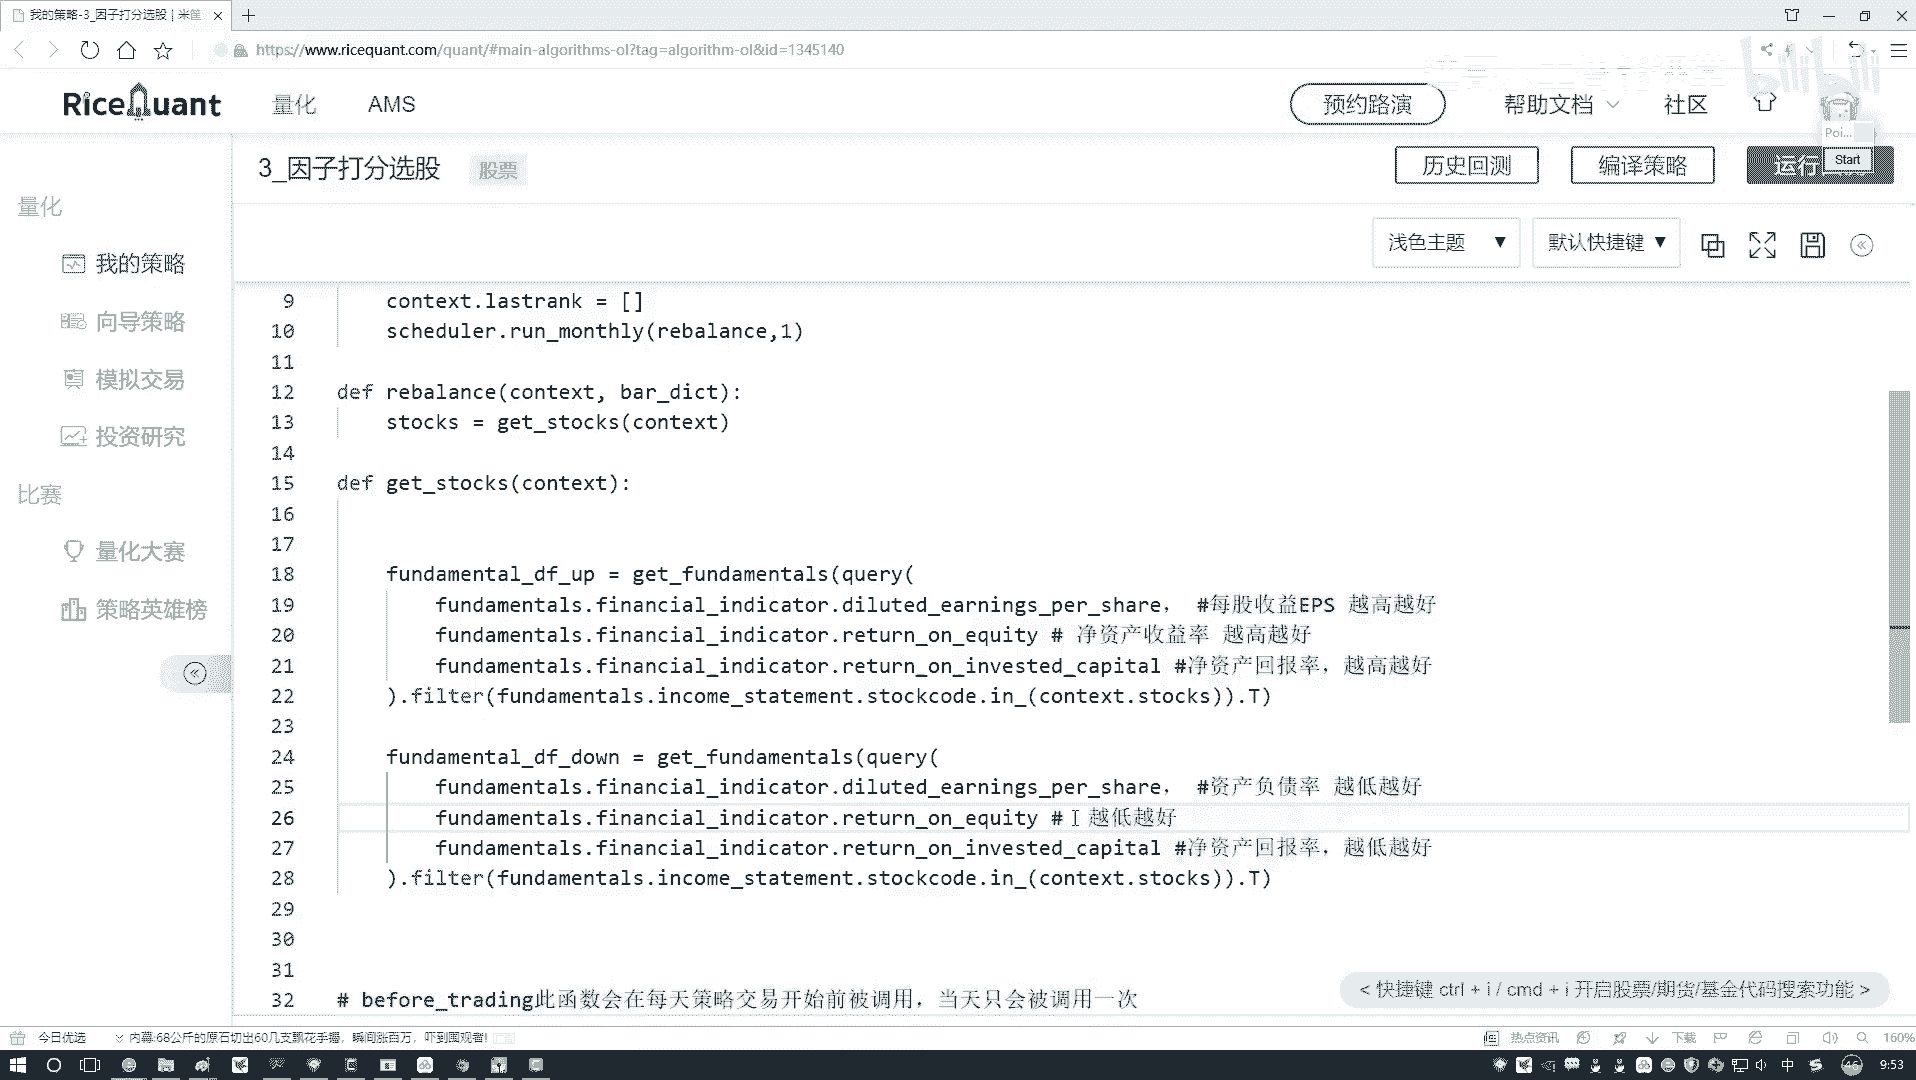 我的策略-3_因子打分选股 | 米筐
https://www.ricequant.com/quant/#main-algorithms-ol?tag=algorithm-ol&id=1345140
RiceQuant 量化 AMS 预约路演 帮助文档 社区
Poi...
Start
3_因子打分选股 股票 历史回测 编译策略 运行
浅色主题 ▼ 默认快捷键 ▼
量化
我的策略
向导策略
模拟交易
投资研究
比赛
量化大赛
策略英雄榜
9 context.lastrank = []
10 scheduler.run_monthly(rebalance,1)
11
12 def rebalance(context, bar_dict):
13 stocks = get_stocks(context)
14
15 def get_stocks(context):
16
17
18 fundamental_df_up = get_fundamentals(query(
19 fundamentals.financial_indicator.diluted_earnings_per_share, #每股收益EPS 越高越好
20 fundamentals.financial_indicator.return_on_equity # 净资产收益率 越高越好
21 fundamentals.financial_indicator.return_on_invested_capital #净资产回报率，越高越好
22 ).filter(fundamentals.income_statement.stockcode.in_(context.stocks)).T)
23
24 fundamental_df_down = get_fundamentals(query(
25 fundamentals.financial_indicator.diluted_earnings_per_share, #资产负债率 越低越好
26 fundamentals.financial_indicator.return_on_equity # 越低越好
27 fundamentals.financial_indicator.return_on_invested_capital #净资产回报率，越低越好
28 ).filter(fundamentals.income_statement.stockcode.in_(context.stocks)).T)
29
30
31
32 # before_trading此函数会在每天策略交易开始前被调用，当天只会被调用一次
< 快捷键 ctrl + i / cmd + i 开启股票/期货/基金代码搜索功能 >
今日优选 内幕:68公斤的原石切出60几支飘花手镯，瞬间涨百万，吓到围观者! 热点资讯 下载 160%
中 46 9:53